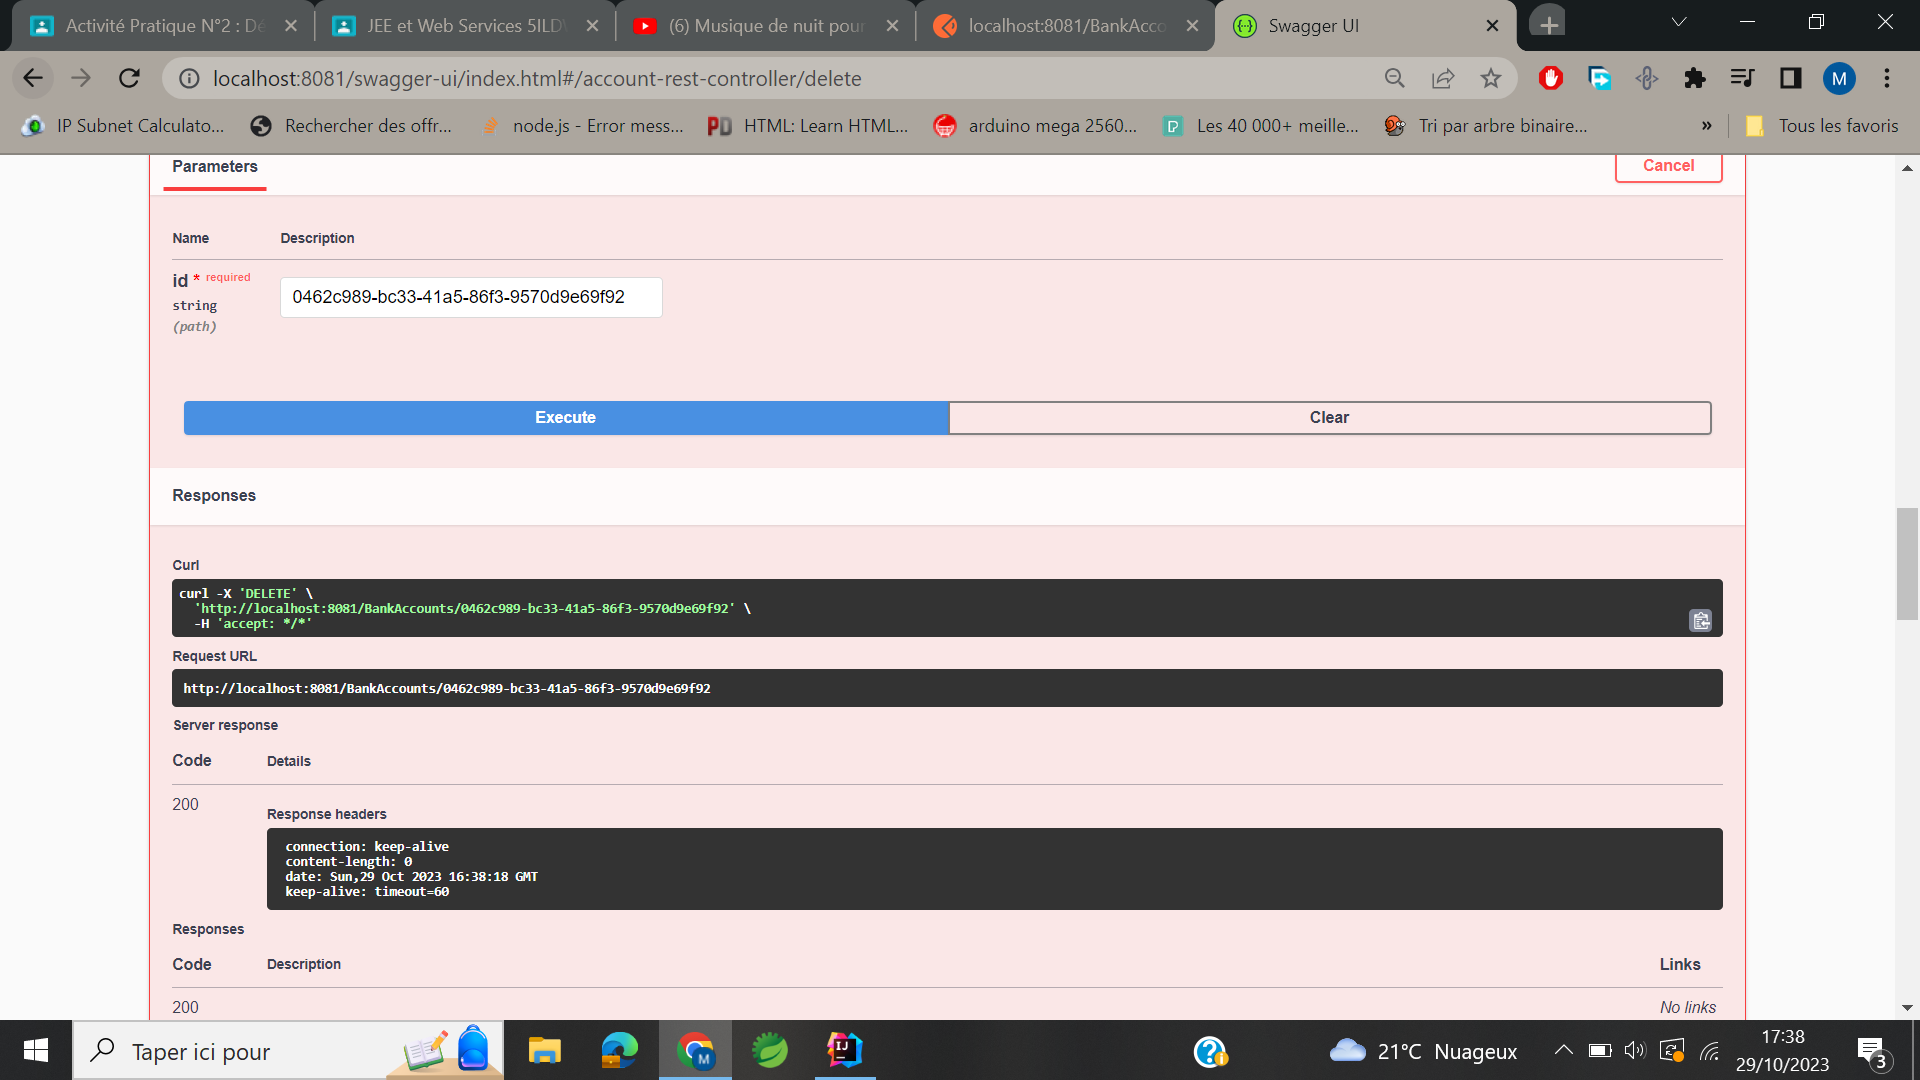 Activité Pratique N°2 : Dé
JEE et Web Services 5ILD
(6) Musique de nuit pour
localhost:8081/BankAcco
Swagger UI
localhost:8081/swagger-ui/index.html#/account-rest-controller/delete
M
IP Subnet Calculato...
Rechercher des offr...
node.js - Error mess...
PD
HTML: Learn HTML...
arduino mega 2560...
P
Les 40 000+ meille...
Tri par arbre binaire...
»
Tous les favoris
Parameters
Cancel
Name
Description
id * required
string
(path)
0462c989-bc33-41a5-86f3-9570d9e69f92
Execute
Clear
Responses
Curl
curl -X 'DELETE' \
'http://localhost:8081/BankAccounts/0462c989-bc33-41a5-86f3-9570d9e69f92' \
-H 'accept: */*'
Request URL
http://localhost:8081/BankAccounts/0462c989-bc33-41a5-86f3-9570d9e69f92
Server response
Code
Details
200
Response headers
connection: keep-alive
content-length: 0
date: Sun,29 Oct 2023 16:38:18 GMT
keep-alive: timeout=60
Responses
Code
Description
Links
200
No links
Taper ici pour
M
IJ
21°C Nuageux
17:38
29/10/2023
3